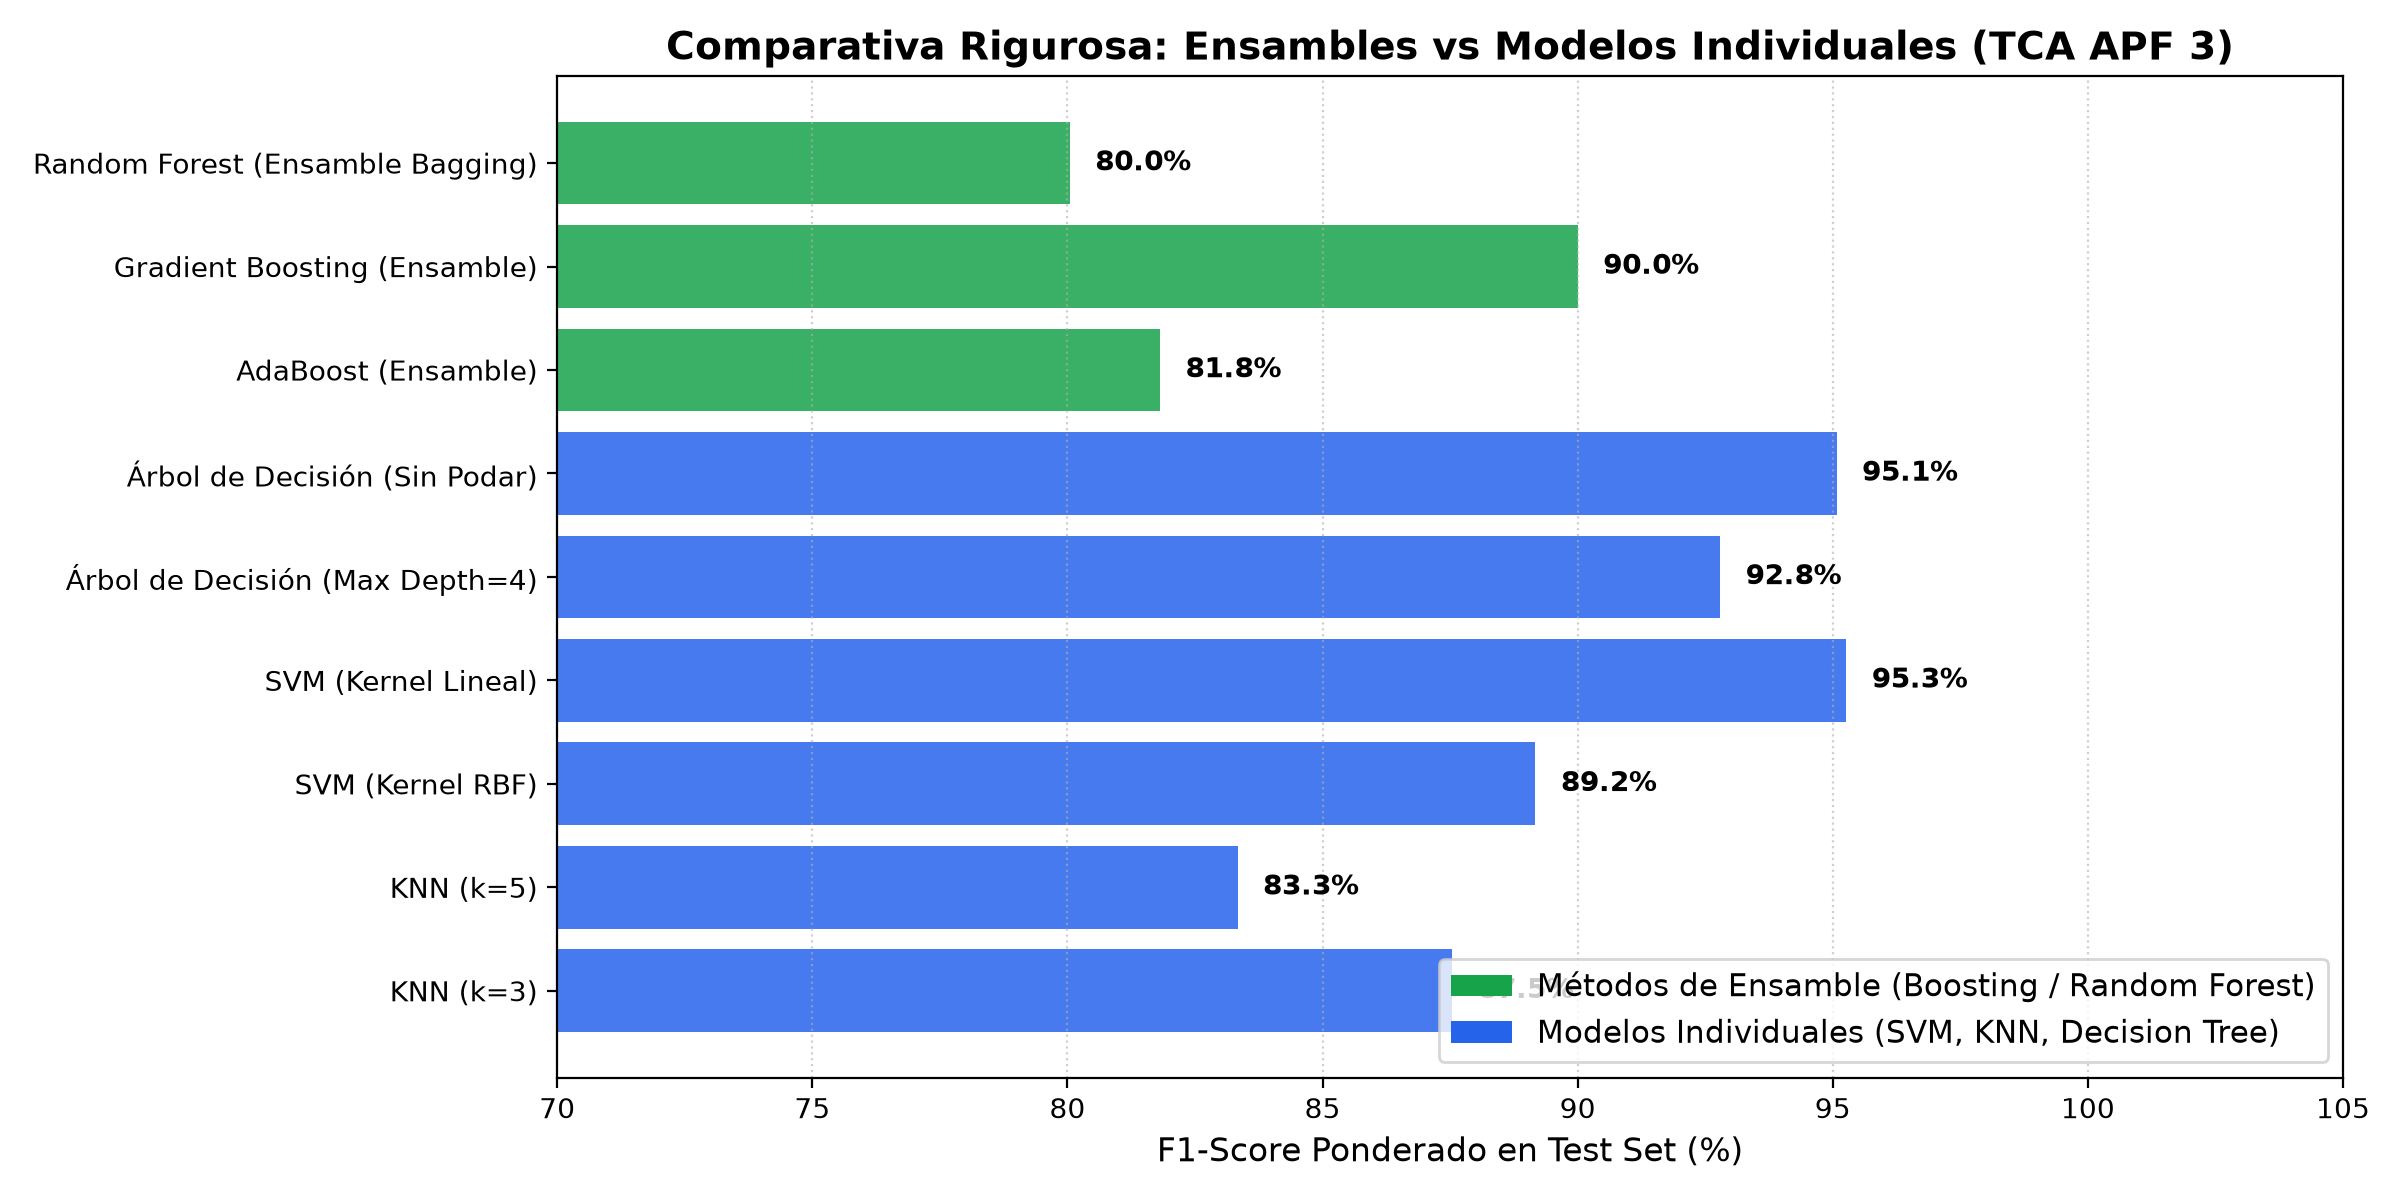 Comparativa Rigurosa: Ensambles vs Modelos Individuales (TCA APF 3)
Random Forest (Ensamble Bagging)
80.0%
Gradient Boosting (Ensamble)
90.0%
AdaBoost (Ensamble)
81.8%
Árbol de Decisión (Sin Podar)
95.1%
Árbol de Decisión (Max Depth=4)
92.8%
SVM (Kernel Lineal)
95.3%
SVM (Kernel RBF)
89.2%
KNN (k=5)
83.3%
KNN (k=3)
Métodos de Ensamble (Boosting / Random Forest)
Modelos Individuales (SVM, KNN, Decision Tree)
70 75 80 85 90 95 100 105
F1-Score Ponderado en Test Set (%)